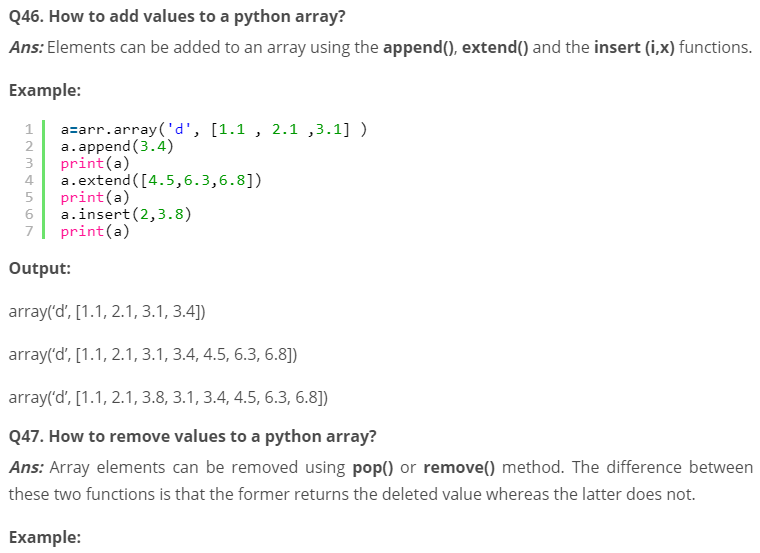 Q46. How to add values to a python array?
Ans: Elements can be added to an array using the append(), extend() and the insert (i,x) functions.
Example:
1 a=arr.array('d', [1.1 , 2.1 ,3.1] )
2 a.append(3.4)
3 print(a)
4 a.extend([4.5,6.3,6.8])
5 print(a)
6 a.insert(2,3.8)
7 print(a)
Output:
array(‘d’, [1.1, 2.1, 3.1, 3.4])
array(‘d’, [1.1, 2.1, 3.1, 3.4, 4.5, 6.3, 6.8])
array(‘d’, [1.1, 2.1, 3.8, 3.1, 3.4, 4.5, 6.3, 6.8])
Q47. How to remove values to a python array?
Ans: Array elements can be removed using pop() or remove() method. The difference between
these two functions is that the former returns the deleted value whereas the latter does not.
Example: